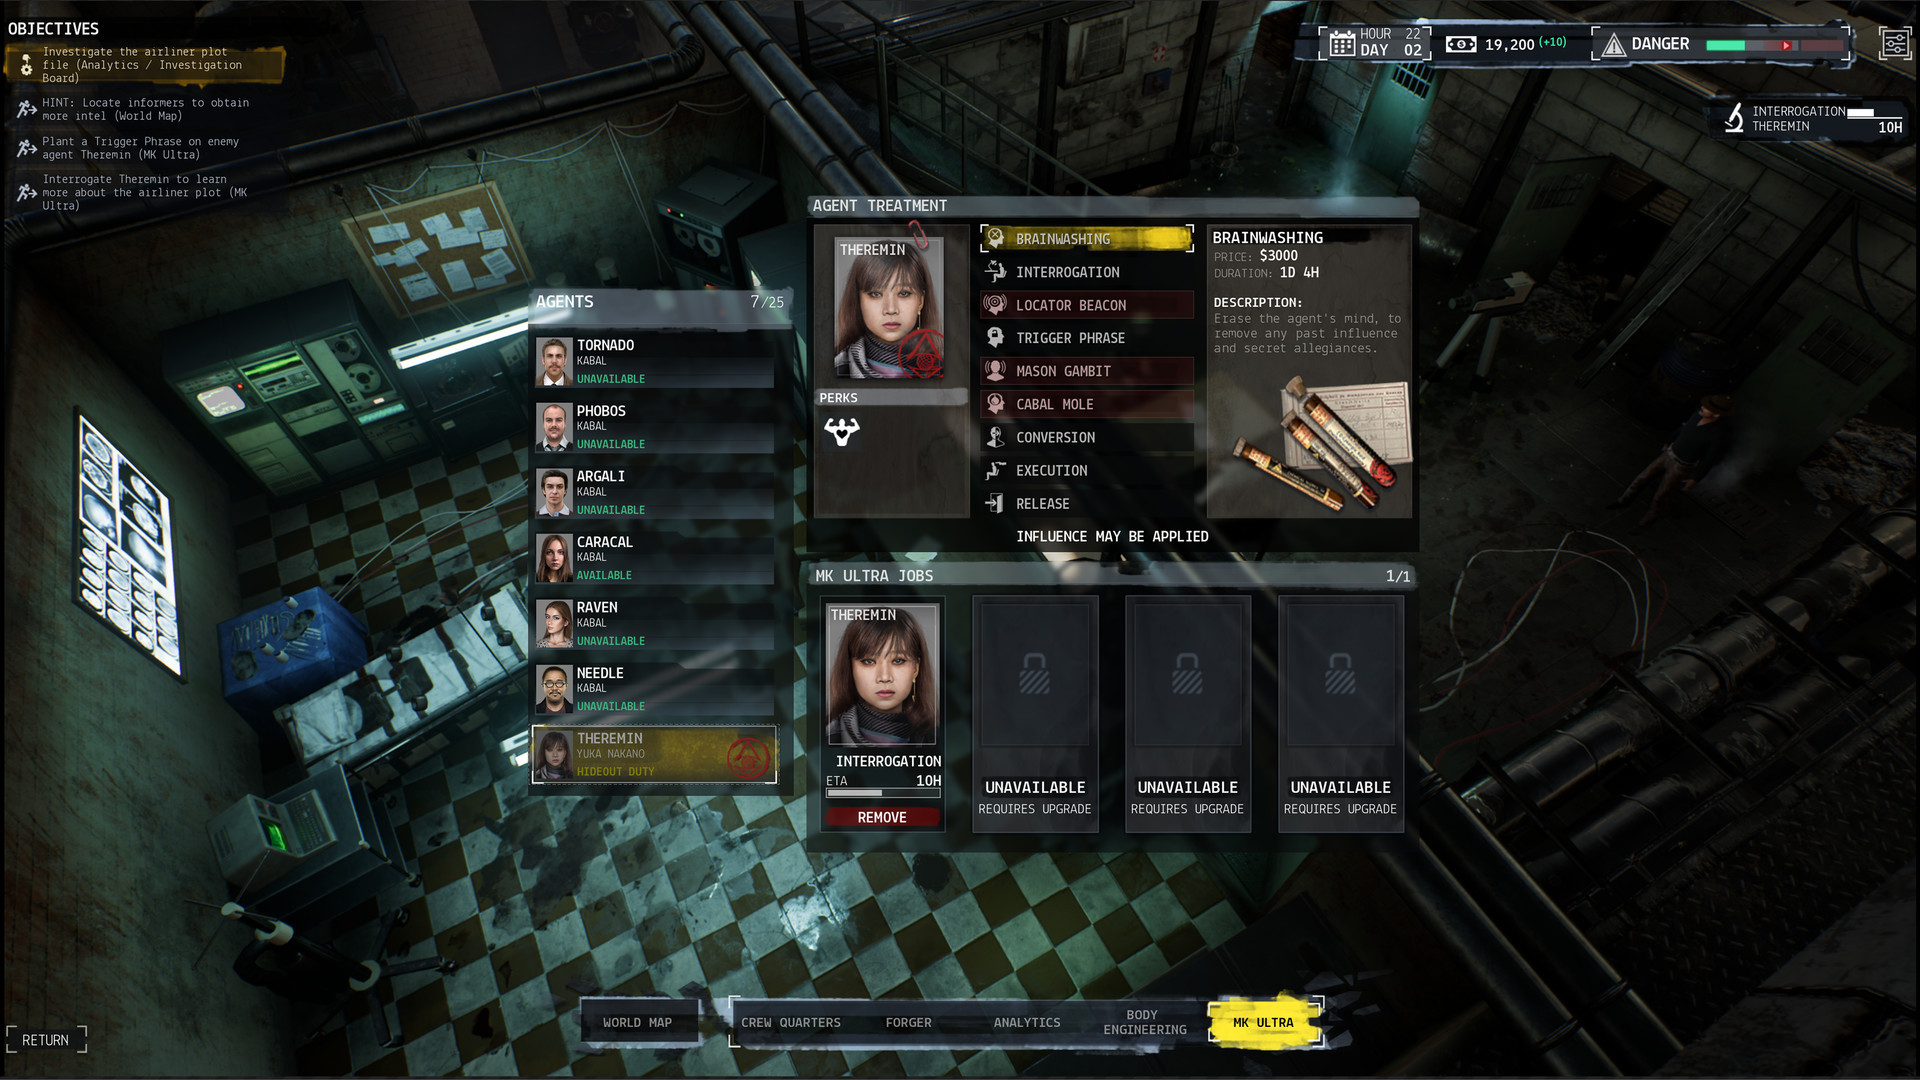 OBJECTIVES
Investigate the airliner plot
file (Analytics / Investigation
Board)
HINT: Locate informers to obtain
more intel (World Map)
Plant a Trigger Phrase on enemy
agent Theremin (MK Ultra)
Interrogate Theremin to learn
more about the airliner plot (MK
Ultra)
HOUR 22
DAY 02
19,200 (+10)
DANGER
INTERROGATION
THEREMIN
10H
AGENTS 7/25
TORNADO
KABAL
UNAVAILABLE
PHOBOS
KABAL
UNAVAILABLE
ARGALI
KABAL
UNAVAILABLE
CARACAL
KABAL
AVAILABLE
RAVEN
KABAL
UNAVAILABLE
NEEDLE
KABAL
UNAVAILABLE
THEREMIN
YUKA NAKANO
HIDEOUT DUTY
AGENT TREATMENT
THEREMIN
PERKS
BRAINWASHING
INTERROGATION
LOCATOR BEACON
TRIGGER PHRASE
MASON GAMBIT
CABAL MOLE
CONVERSION
EXECUTION
RELEASE
INFLUENCE MAY BE APPLIED
BRAINWASHING
PRICE: $3000
DURATION: 1D 4H
DESCRIPTION:
Erase the agent's mind, to
remove any past influence
and secret allegiances.
MK ULTRA JOBS 1/1
THEREMIN
INTERROGATION
ETA 10H
REMOVE
UNAVAILABLE
REQUIRES UPGRADE
UNAVAILABLE
REQUIRES UPGRADE
UNAVAILABLE
REQUIRES UPGRADE
RETURN
WORLD MAP
CREW QUARTERS
FORGER
ANALYTICS
BODY
ENGINEERING
MK ULTRA